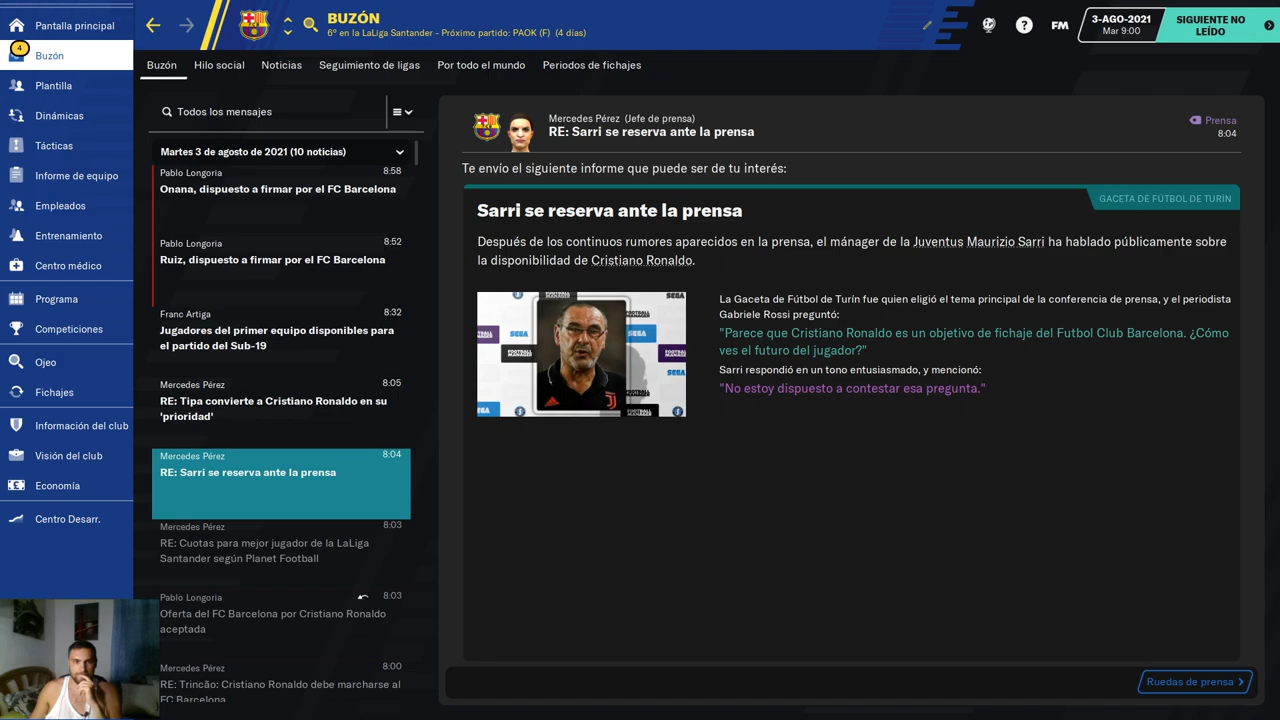 Pantalla principal
4
Buzón
Plantilla
Dinámicas
Tácticas
Informe de equipo
Empleados
Entrenamiento
Centro médico
Programa
Competiciones
Ojeo
Fichajes
Información del club
Visión del club
Economía
Centro Desarr.
BUZÓN
6º en la LaLiga Santander - Próximo partido: PAOK (F) (4 días)
?
FM
3-AGO-2021
Mar 9:00
SIGUIENTE NO
LEÍDO
Buzón Hilo social Noticias Seguimiento de ligas Por todo el mundo Periodos de fichajes
Todos los mensajes
Martes 3 de agosto de 2021 (10 noticias)
Pablo Longoria 8:58
Onana, dispuesto a firmar por el FC Barcelona
Pablo Longoria 8:52
Ruiz, dispuesto a firmar por el FC Barcelona
Franc Artiga 8:32
Jugadores del primer equipo disponibles para
el partido del Sub-19
Mercedes Pérez 8:05
RE: Tipa convierte a Cristiano Ronaldo en su
'prioridad'
Mercedes Pérez 8:04
RE: Sarri se reserva ante la prensa
Mercedes Pérez 8:03
RE: Cuotas para mejor jugador de la LaLiga
Santander según Planet Football
Pablo Longoria 8:03
Oferta del FC Barcelona por Cristiano Ronaldo
aceptada
Mercedes Pérez 8:00
RE: Trincão: Cristiano Ronaldo debe marcharse al
FC Barcelona
Mercedes Pérez (Jefe de prensa)
RE: Sarri se reserva ante la prensa
Prensa
8:04
Te envío el siguiente informe que puede ser de tu interés:
GACETA DE FÚTBOL DE TURÍN
Sarri se reserva ante la prensa
Después de los continuos rumores aparecidos en la prensa, el mánager de la Juventus Maurizio Sarri ha hablado públicamente sobre
la disponibilidad de Cristiano Ronaldo.
SEGA
SEGA
La Gaceta de Fútbol de Turín fue quien eligió el tema principal de la conferencia de prensa, y el periodista
Gabriele Rossi preguntó:
"Parece que Cristiano Ronaldo es un objetivo de fichaje del Futbol Club Barcelona. ¿Cómo
ves el futuro del jugador?"
Sarri respondió en un tono entusiasmado, y mencionó:
"No estoy dispuesto a contestar esa pregunta."
Ruedas de prensa